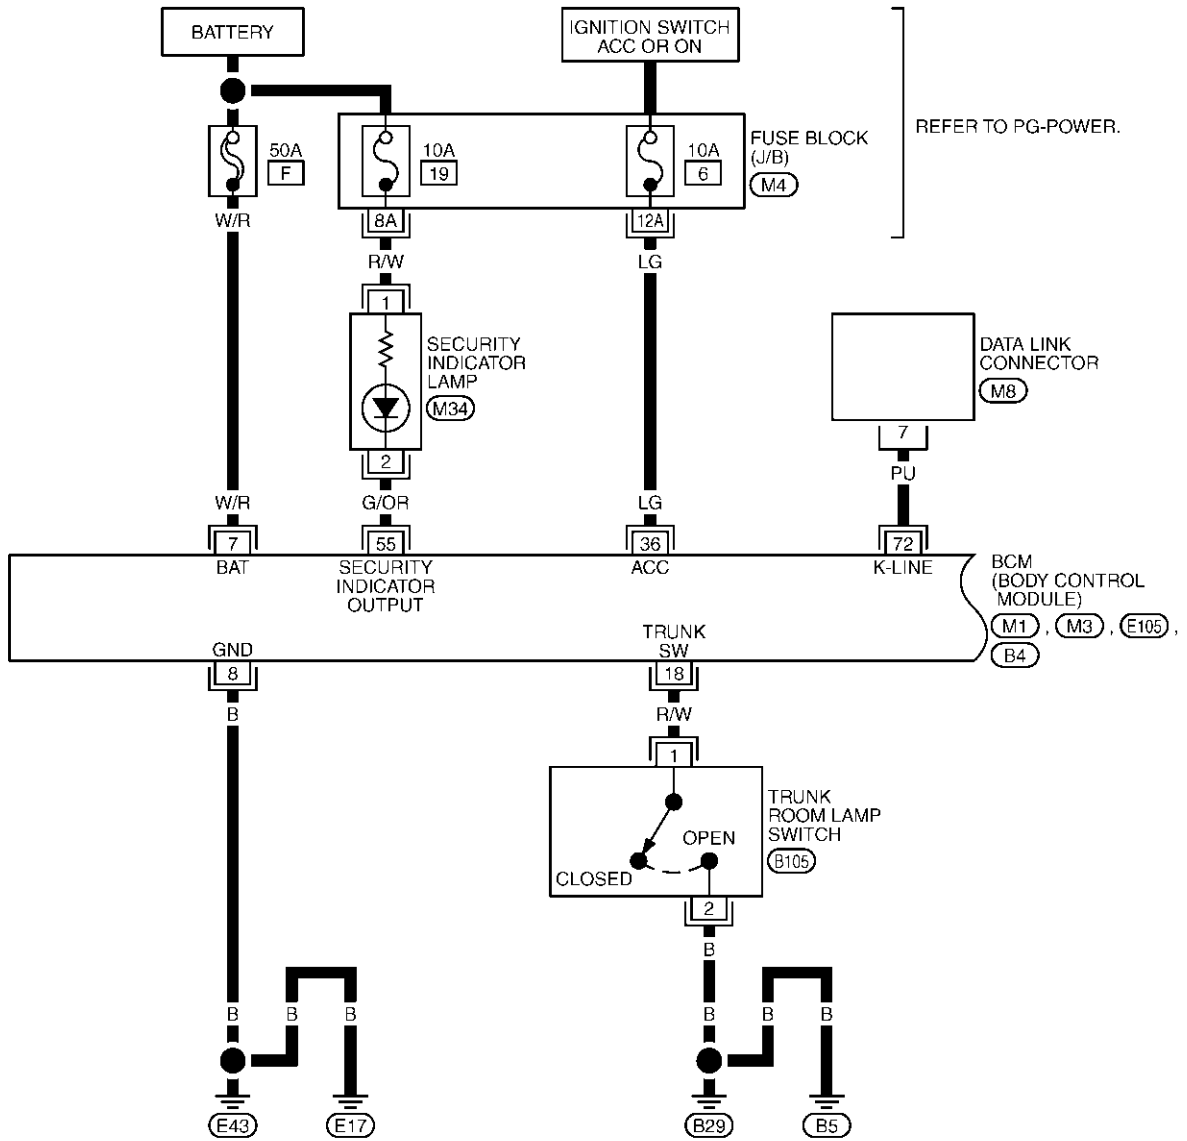 BATTERY
IGNITION SWITCH
ACC OR ON
REFER TO PG-POWER.
50A
F
10A
19
10A
6
FUSE BLOCK
(J/B)
M4
W/R
8A
12A
R/W
LG
1
SECURITY
INDICATOR
LAMP
M34
DATA LINK
CONNECTOR
M8
2
7
PU
W/R
G/OR
LG
7
55
36
72
BAT
SECURITY
INDICATOR
OUTPUT
ACC
K-LINE
BCM
(BODY CONTROL
MODULE)
M1 , M3 , E105 ,
B4
GND
TRUNK
SW
8
18
B
R/W
1
TRUNK
ROOM LAMP
SWITCH
B105
OPEN
CLOSED
2
B
B B B B B B
E43 E17 B29 B5